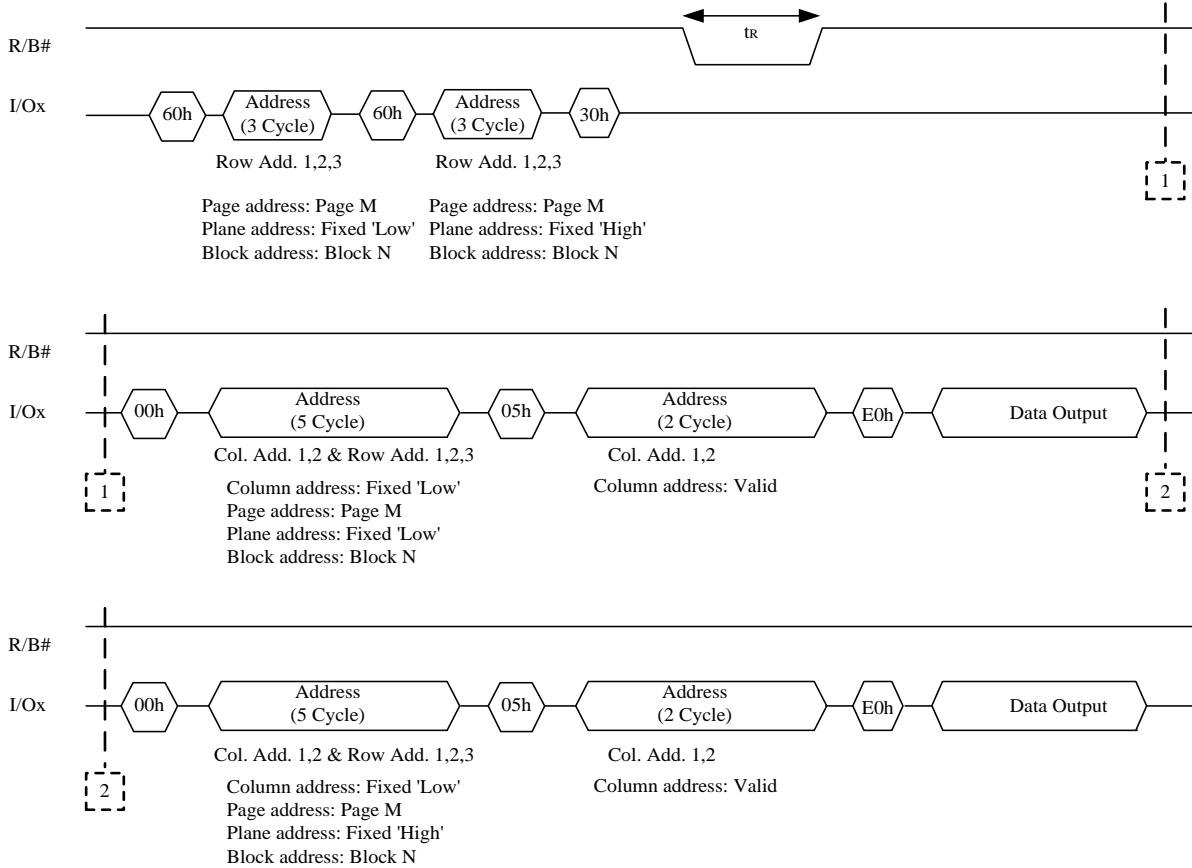 tR
R/B#
I/Ox
60h
Address
(3 Cycle)
60h
Address
(3 Cycle)
30h
Row Add. 1,2,3
Row Add. 1,2,3
Page address: Page M
Plane address: Fixed 'Low'
Block address: Block N
Page address: Page M
Plane address: Fixed 'High'
Block address: Block N
1
R/B#
I/Ox
00h
Address
(5 Cycle)
05h
Address
(2 Cycle)
E0h
Data Output
Col. Add. 1,2 & Row Add. 1,2,3
Column address: Fixed 'Low'
Page address: Page M
Plane address: Fixed 'Low'
Block address: Block N
Col. Add. 1,2
Column address: Valid
1
2
R/B#
I/Ox
00h
Address
(5 Cycle)
05h
Address
(2 Cycle)
E0h
Data Output
Col. Add. 1,2 & Row Add. 1,2,3
Column address: Fixed 'Low'
Page address: Page M
Plane address: Fixed 'High'
Block address: Block N
Col. Add. 1,2
Column address: Valid
2